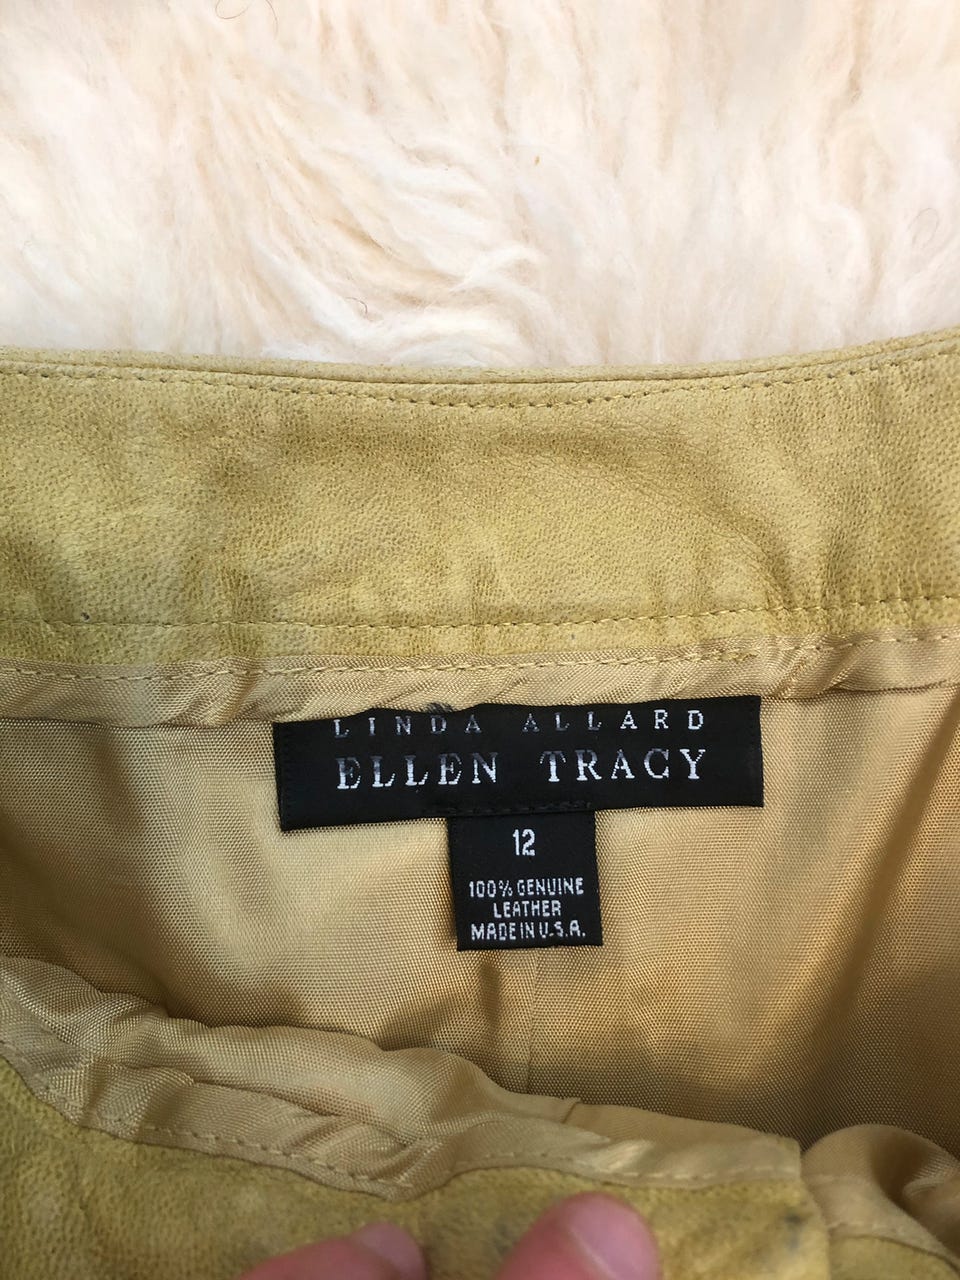 LINDA ALLARD
ELLEN TRACY
12
100% GENUINE
LEATHER
MADE IN U.S.A.